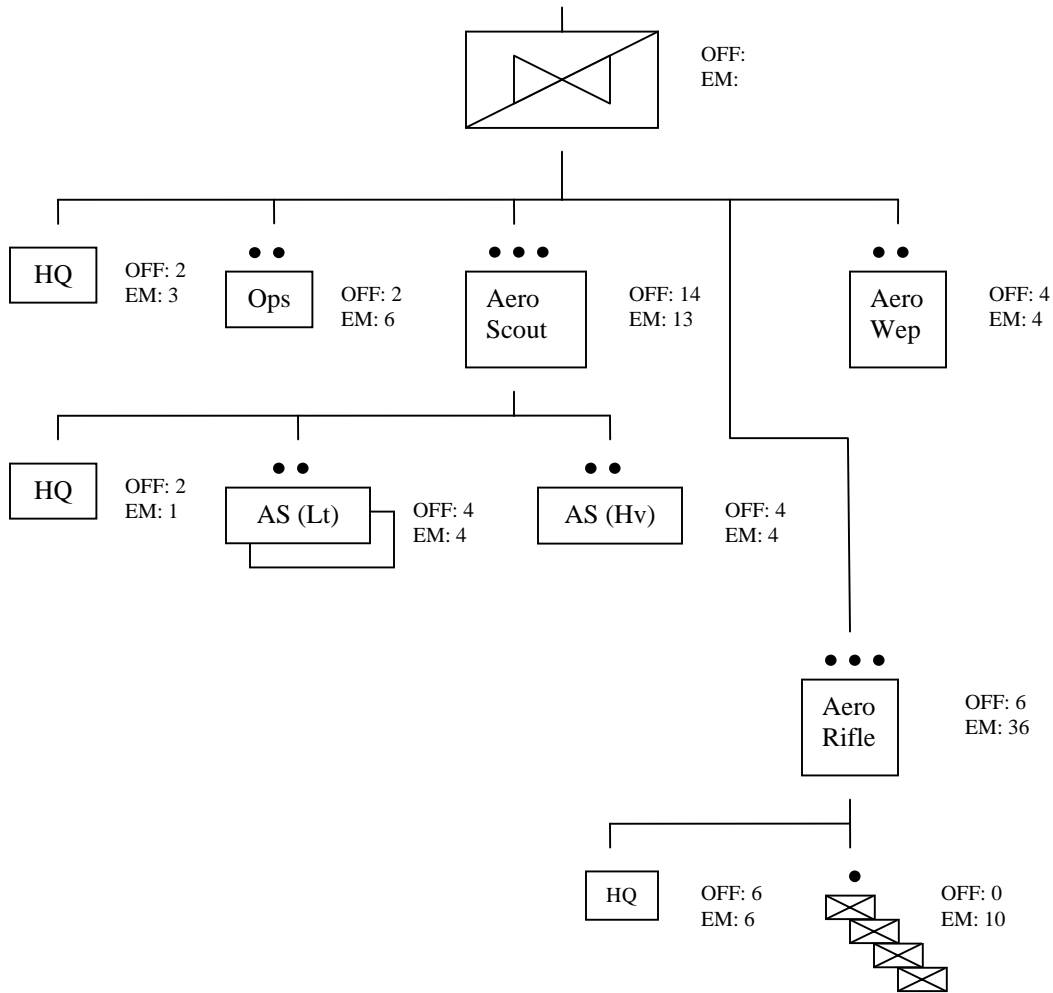 OFF:
EM:
HQ
OFF: 2
EM: 3
Ops
OFF: 2
EM: 6
Aero
Scout
OFF: 14
EM: 13
Aero
Wep
OFF: 4
EM: 4
HQ
OFF: 2
EM: 1
AS (Lt)
OFF: 4
EM: 4
AS (Hv)
OFF: 4
EM: 4
Aero
Rifle
OFF: 6
EM: 36
HQ
OFF: 6
EM: 6
OFF: 0
EM: 10